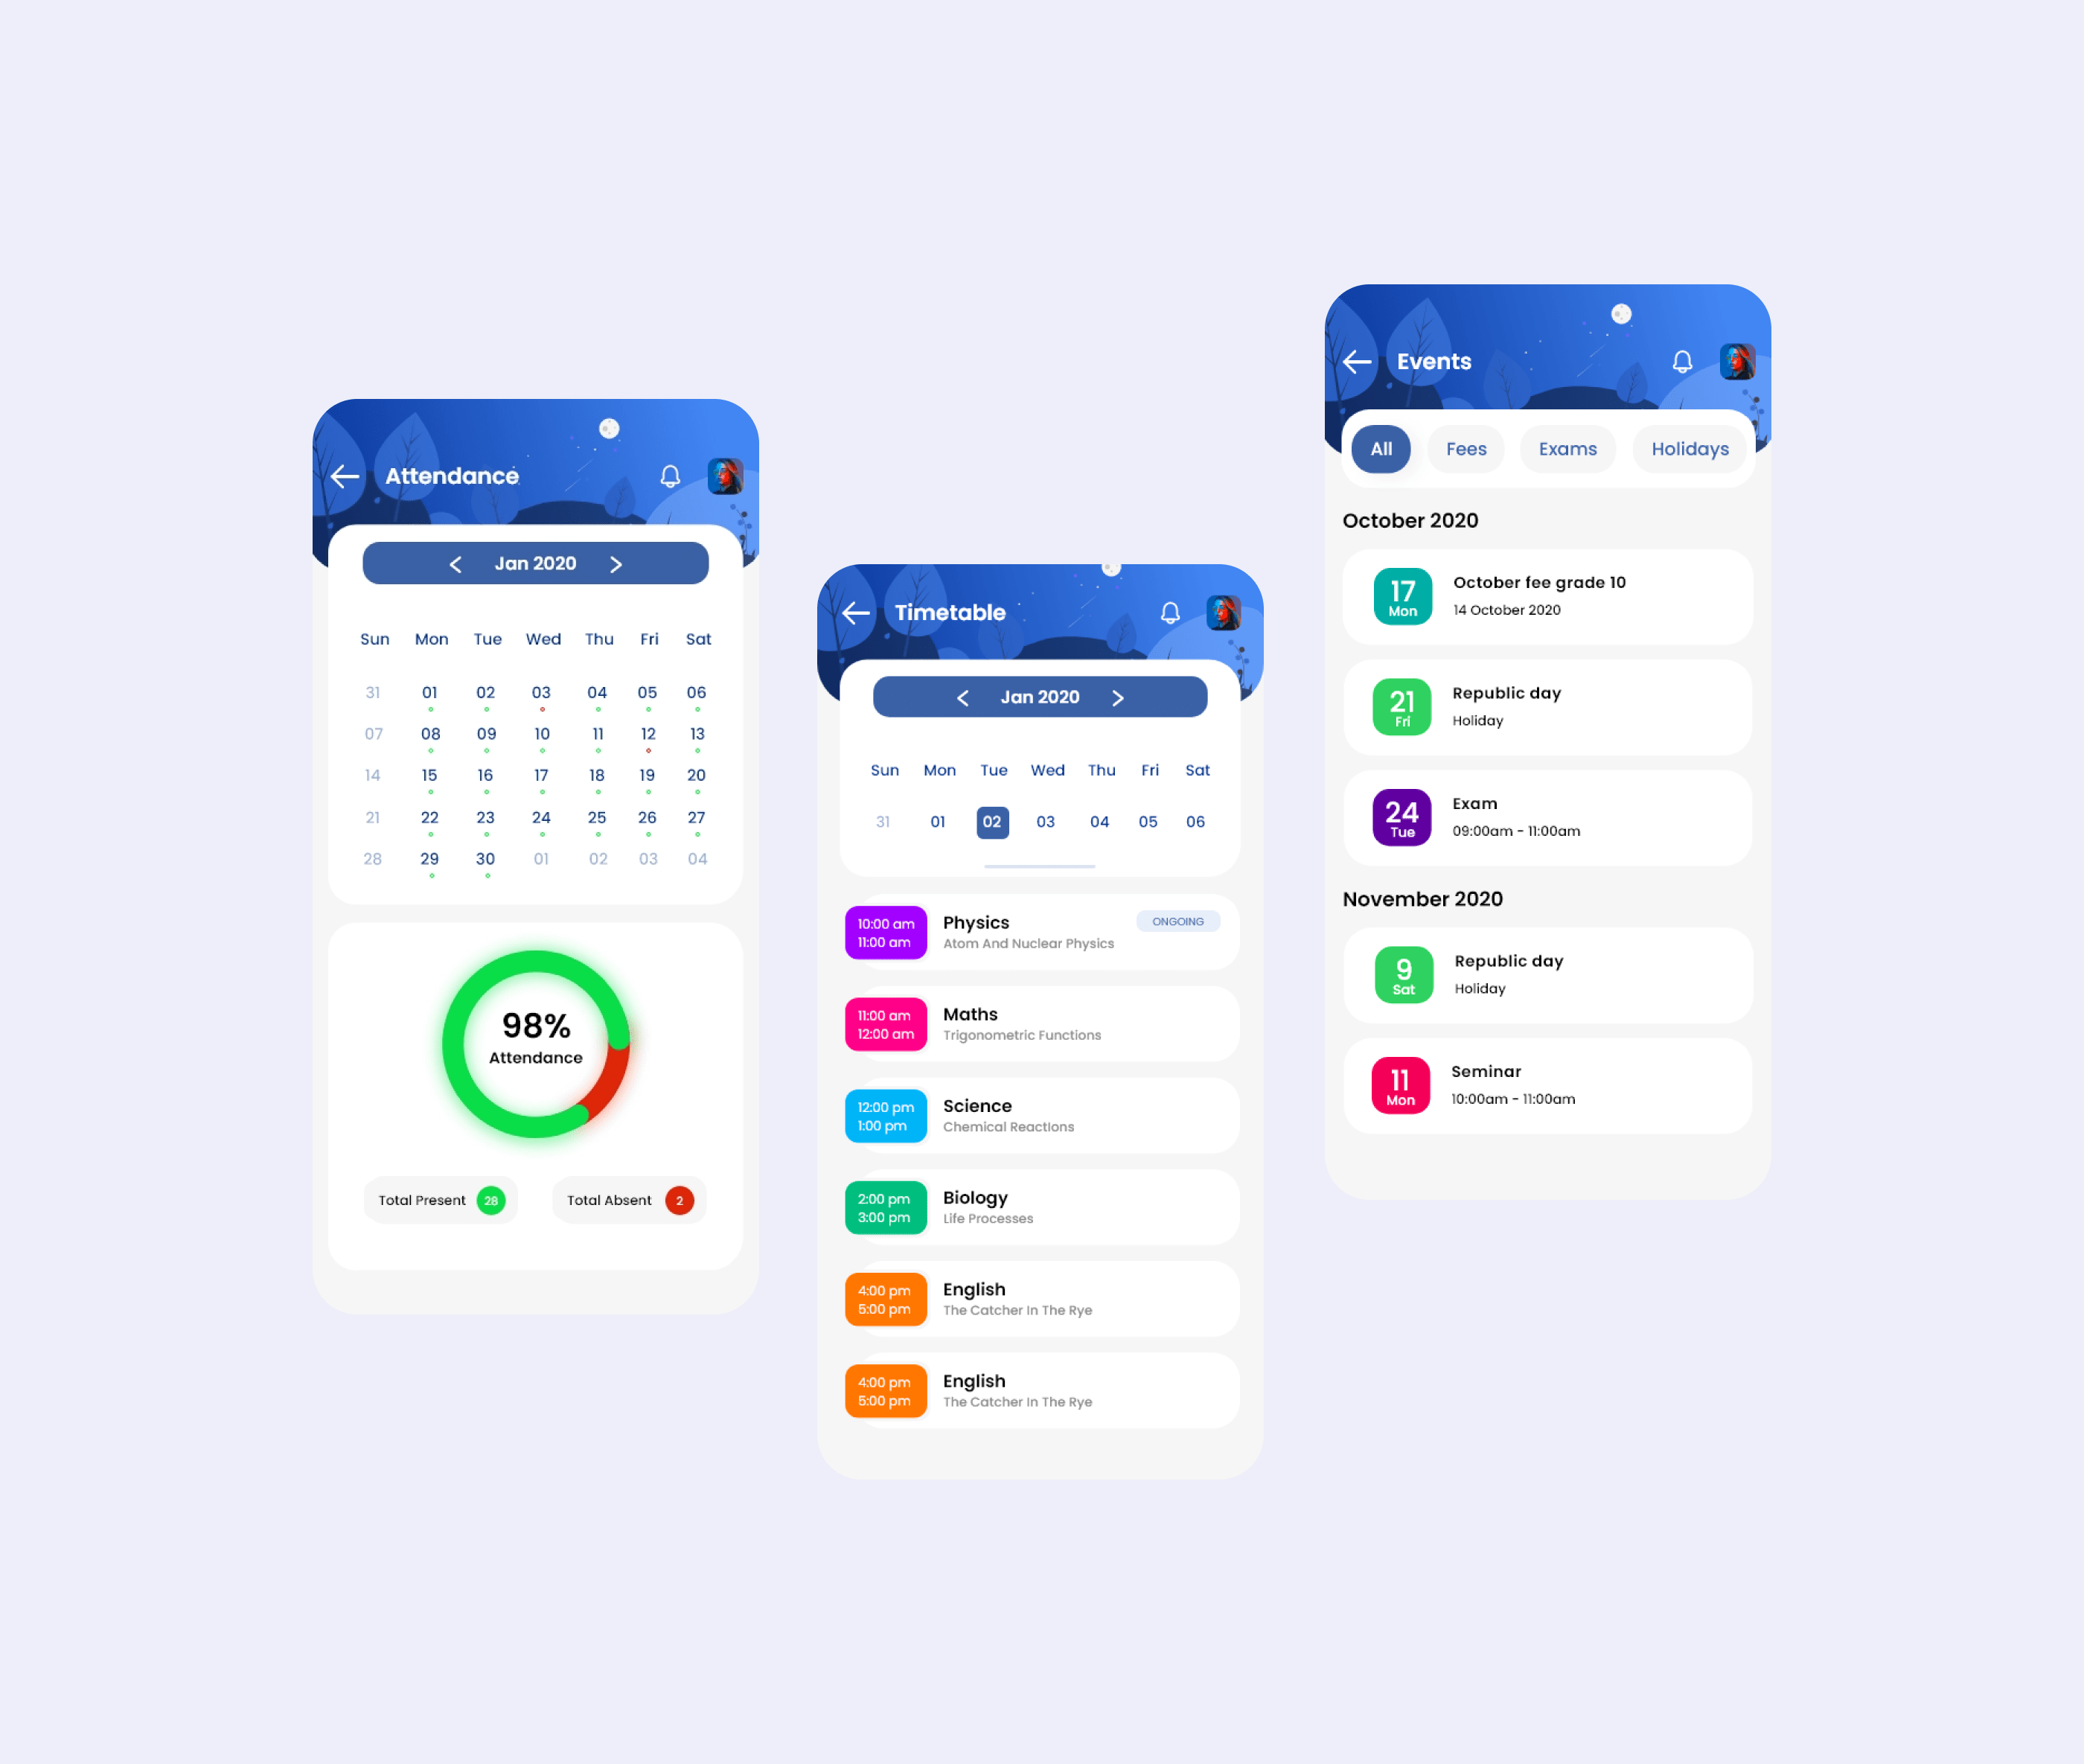 Attendance
Jan 2020
Sun Mon Tue Wed Thu Fri Sat
31 01 02 03 04 05 06
07 08 09 10 11 12 13
14 15 16 17 18 19 20
21 22 23 24 25 26 27
28 29 30 01 02 03 04
98%
Attendance
Total Present 28
Total Absent 2
Timetable
Jan 2020
Sun Mon Tue Wed Thu Fri Sat
31 01 02 03 04 05 06
10:00 am
11:00 am
Physics
Atom And Nuclear Physics
ONGOING
11:00 am
12:00 am
Maths
Trigonometric Functions
12:00 pm
1:00 pm
Science
Chemical ReactIons
2:00 pm
3:00 pm
Biology
Life Processes
4:00 pm
5:00 pm
English
The Catcher In The Rye
4:00 pm
5:00 pm
English
The Catcher In The Rye
Events
All Fees Exams Holidays
October 2020
17
Mon
October fee grade 10
14 October 2020
21
Fri
Republic day
Holiday
24
Tue
Exam
09:00am - 11:00am
November 2020
9
Sat
Republic day
Holiday
11
Mon
Seminar
10:00am - 11:00am